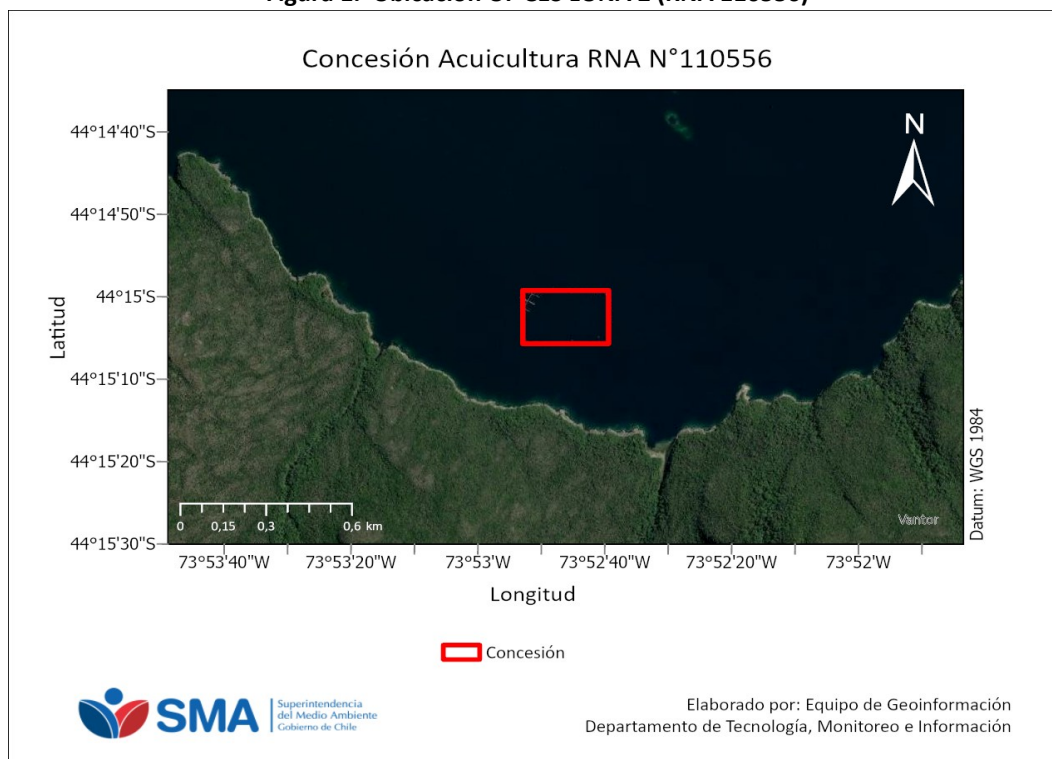 Concesión Acuicultura RNA N°110556
N
44°14'40"S
44°14'50"S
44°15'S
44°15'10"S
44°15'20"S
44°15'30"S
Latitud
0 0,15 0,3 0,6 km
Vantor
Datum: WGS 1984
73°53'40"W 73°53'20"W 73°53'W 73°52'40"W 73°52'20"W 73°52'W
Longitud
Concesión
SMA
Superintendencia
del Medio Ambiente
Gobierno de Chile
Elaborado por: Equipo de Geoinformación
Departamento de Tecnología, Monitoreo e Información